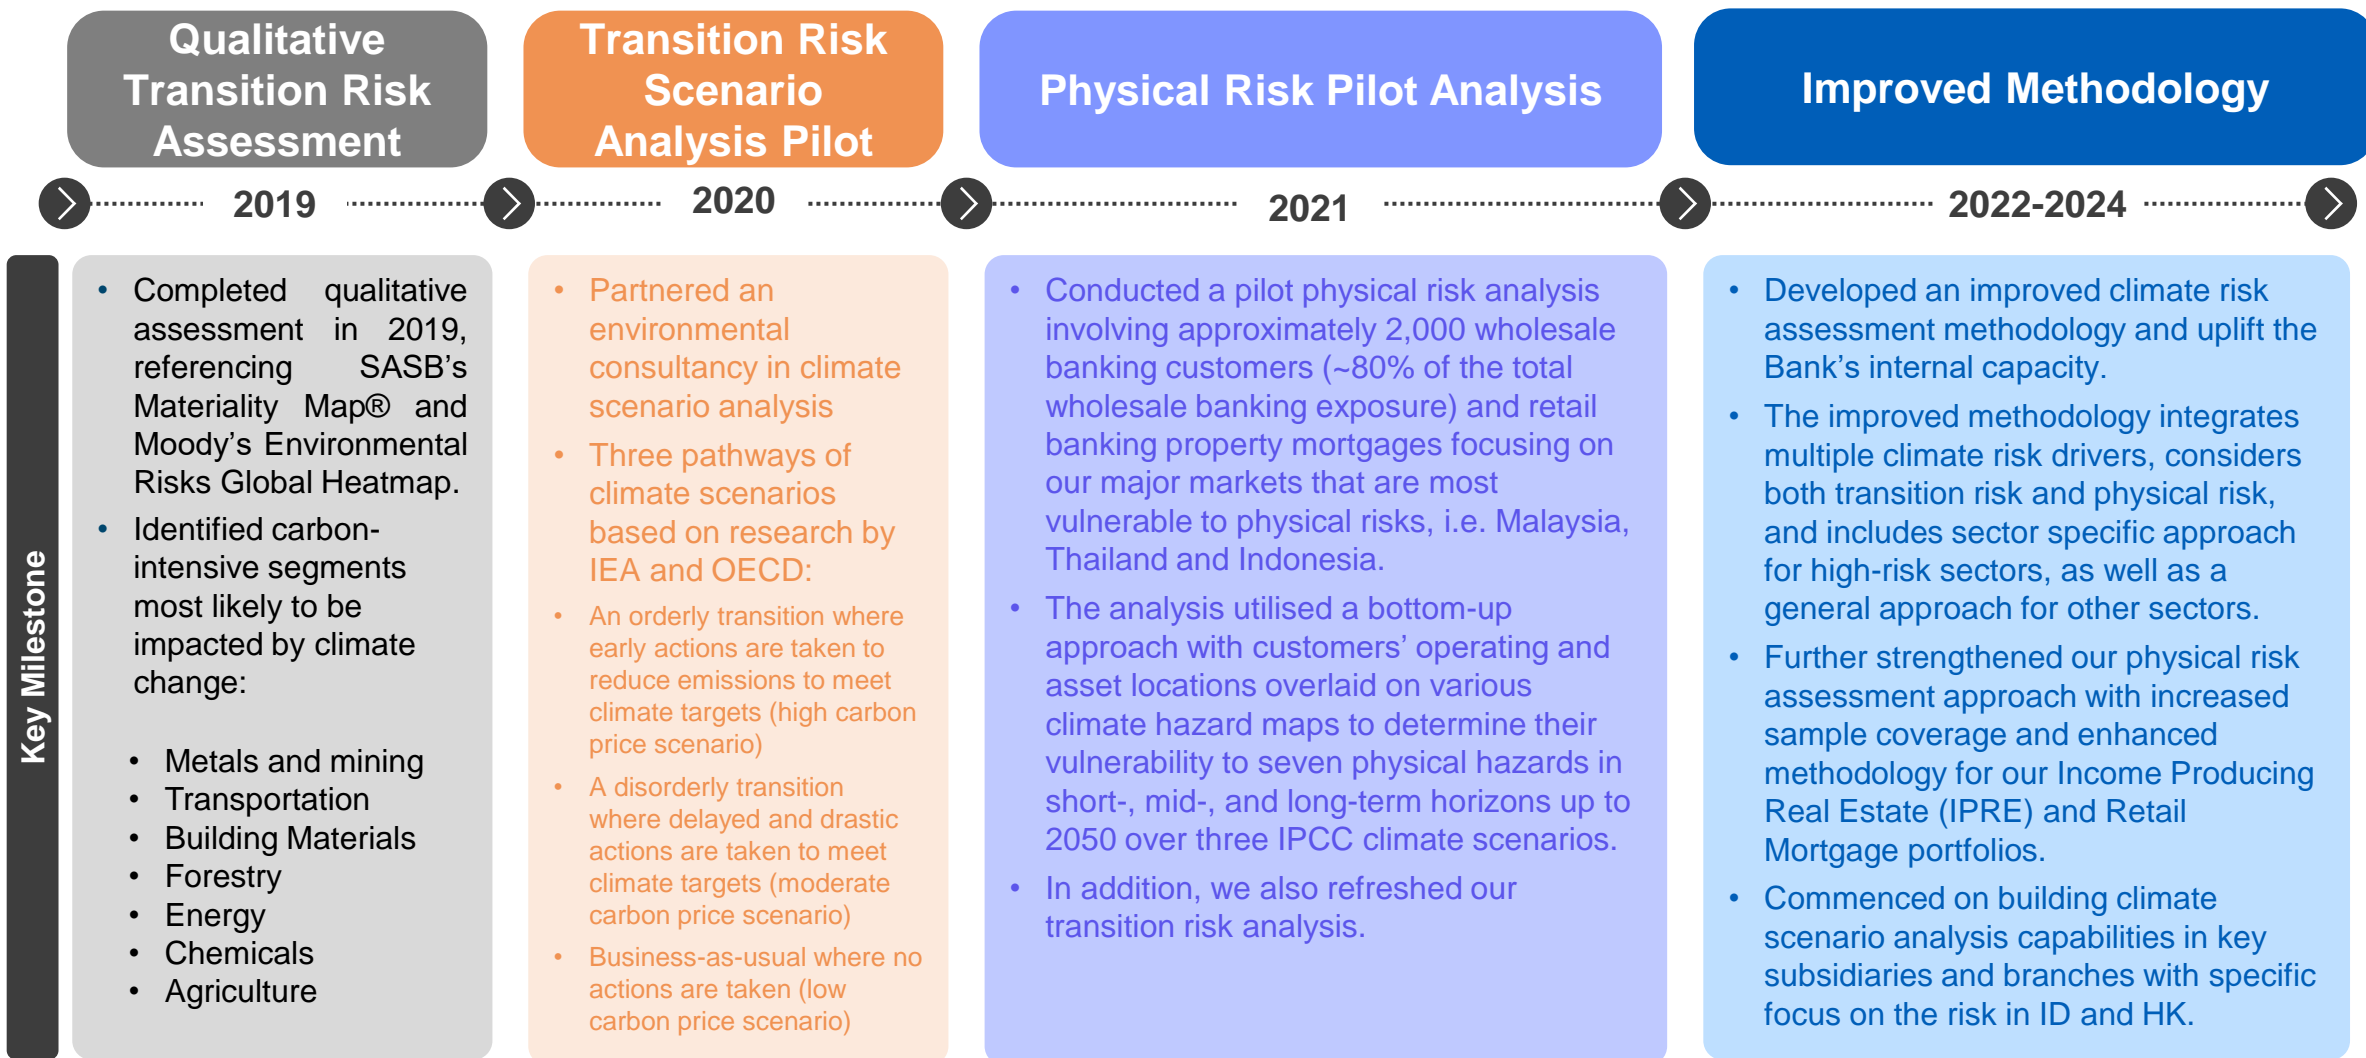 Qualitative
Transition Risk
Assessment
Transition Risk
Scenario
Analysis Pilot
Physical Risk Pilot Analysis
Improved Methodology
2019
2020
2021
2022-2024
Key Milestone
• Completed qualitative
assessment in 2019,
referencing SASB’s
Materiality Map® and
Moody’s Environmental
Risks Global Heatmap.
• Identified carbon-
intensive segments
most likely to be
impacted by climate
change:
• Metals and mining
• Transportation
• Building Materials
• Forestry
• Energy
• Chemicals
• Agriculture
• Partnered an
environmental
consultancy in climate
scenario analysis
• Three pathways of
climate scenarios
based on research by
IEA and OECD:
• An orderly transition where
early actions are taken to
reduce emissions to meet
climate targets (high carbon
price scenario)
• A disorderly transition
where delayed and drastic
actions are taken to meet
climate targets (moderate
carbon price scenario)
• Business-as-usual where no
actions are taken (low
carbon price scenario)
• Conducted a pilot physical risk analysis
involving approximately 2,000 wholesale
banking customers (~80% of the total
wholesale banking exposure) and retail
banking property mortgages focusing on
our major markets that are most
vulnerable to physical risks, i.e. Malaysia,
Thailand and Indonesia.
• The analysis utilised a bottom-up
approach with customers’ operating and
asset locations overlaid on various
climate hazard maps to determine their
vulnerability to seven physical hazards in
short-, mid-, and long-term horizons up to
2050 over three IPCC climate scenarios.
• In addition, we also refreshed our
transition risk analysis.
• Developed an improved climate risk
assessment methodology and uplift the
Bank’s internal capacity.
• The improved methodology integrates
multiple climate risk drivers, considers
both transition risk and physical risk,
and includes sector specific approach
for high-risk sectors, as well as a
general approach for other sectors.
• Further strengthened our physical risk
assessment approach with increased
sample coverage and enhanced
methodology for our Income Producing
Real Estate (IPRE) and Retail
Mortgage portfolios.
• Commenced on building climate
scenario analysis capabilities in key
subsidiaries and branches with specific
focus on the risk in ID and HK.